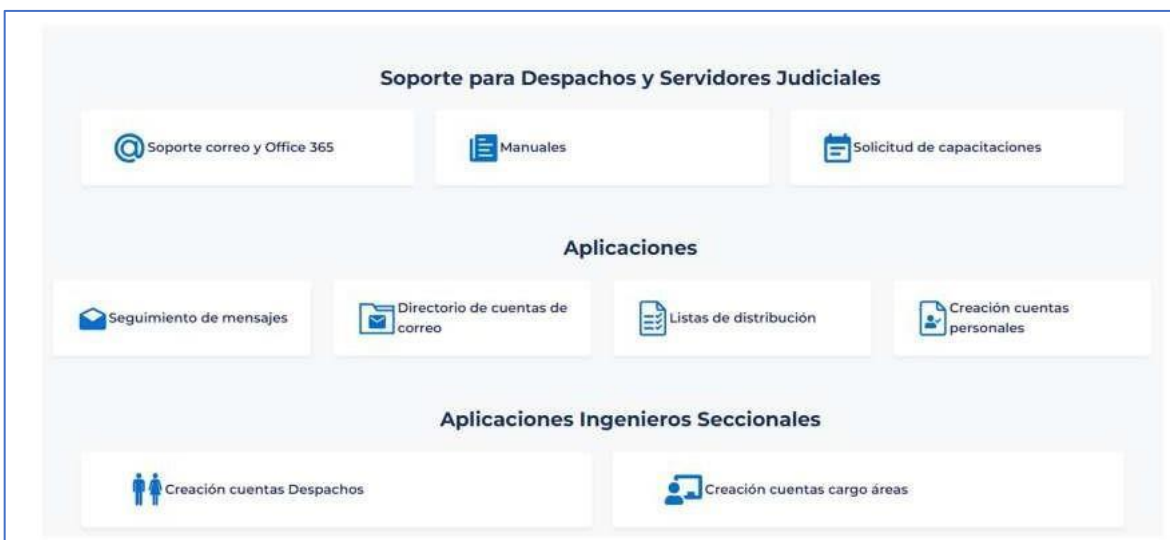 Soporte para Despachos y Servidores Judiciales
Soporte correo y Office 365
Manuales
Solicitud de capacitaciones
Aplicaciones
Seguimiento de mensajes
Directorio de cuentas de
correo
Listas de distribución
Creación cuentas
personales
Aplicaciones Ingenieros Seccionales
Creación cuentas Despachos
Creación cuentas cargo áreas